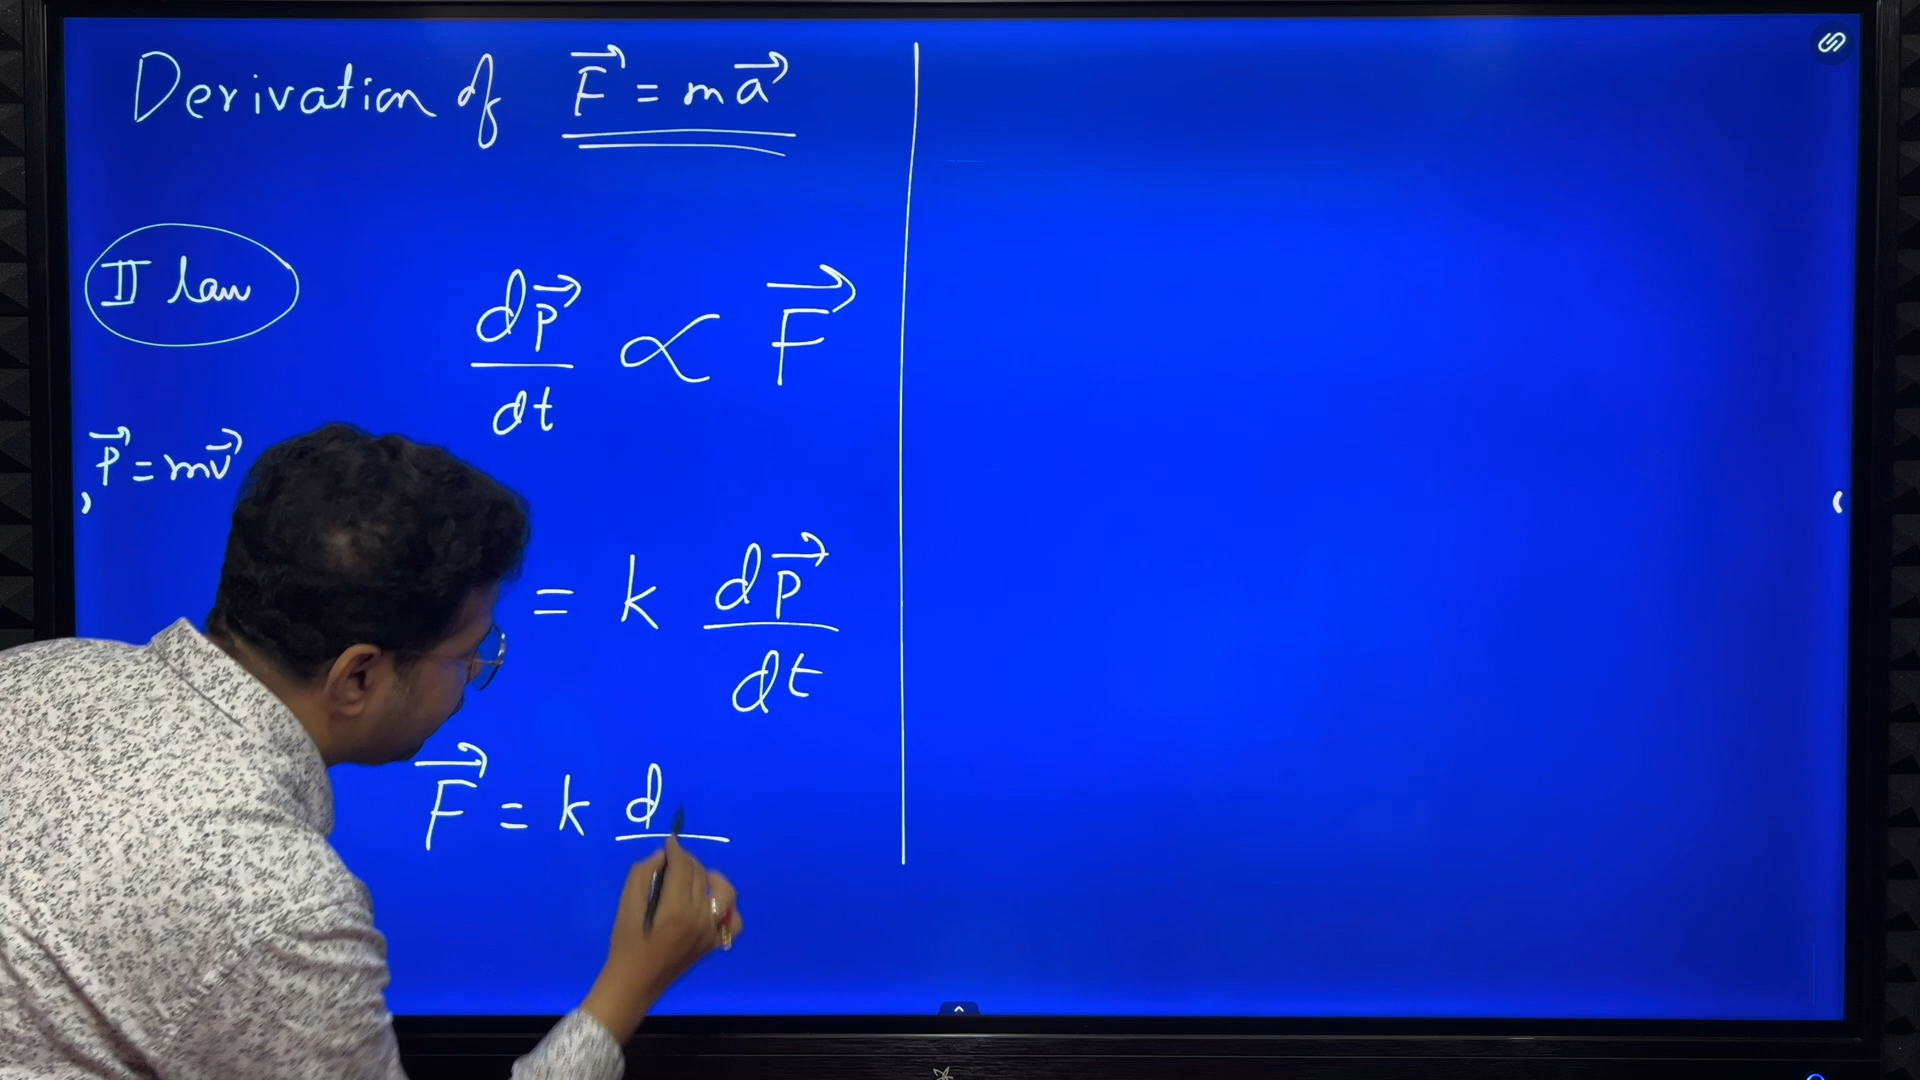 Derivation of F⃗ = ma⃗
II law
dp⃗/dt ∝ F⃗
P⃗ = mv⃗
= k dp⃗/dt
F⃗ = k d